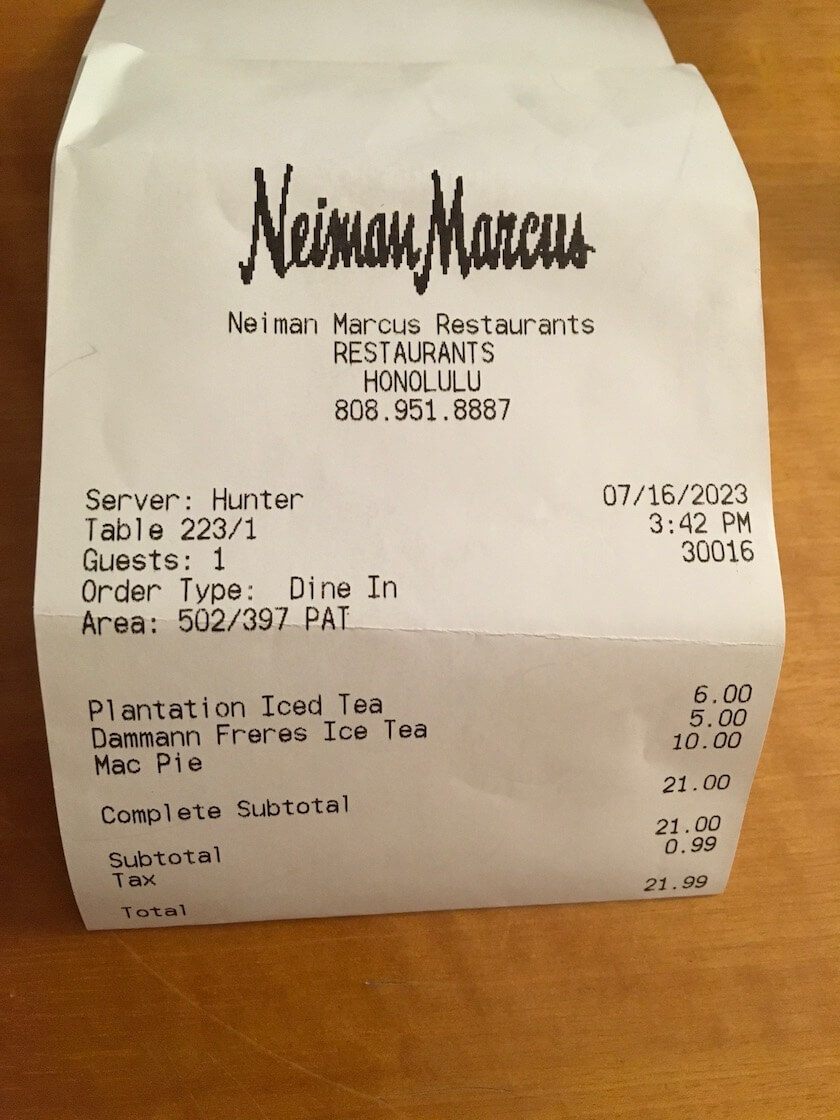 Neiman Marcus
Neiman Marcus Restaurants
RESTAURANTS
HONOLULU
808.951.8887
Server: Hunter 07/16/2023
Table 223/1 3:42 PM
Guests: 1 30016
Order Type: Dine In
Area: 502/397 PAT
Plantation Iced Tea 6.00
Dammann Freres Ice Tea 5.00
Mac Pie 10.00
Complete Subtotal 21.00
Subtotal 21.00
Tax 0.99
Total 21.99